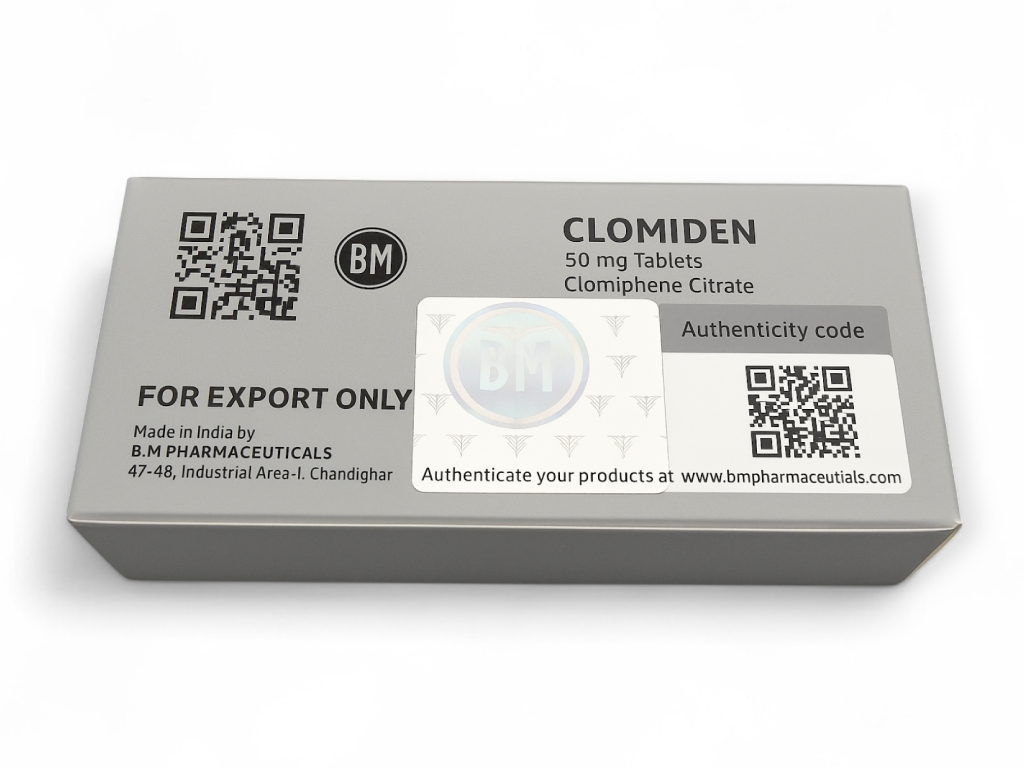 BM
CLOMIDEN
50 mg Tablets
Clomiphene Citrate
BM
Authenticity code
FOR EXPORT ONLY
Made in India by
B.M PHARMACEUTICALS
47-48, Industrial Area-I. Chandighar
Authenticate your products at www.bmpharmaceutials.com